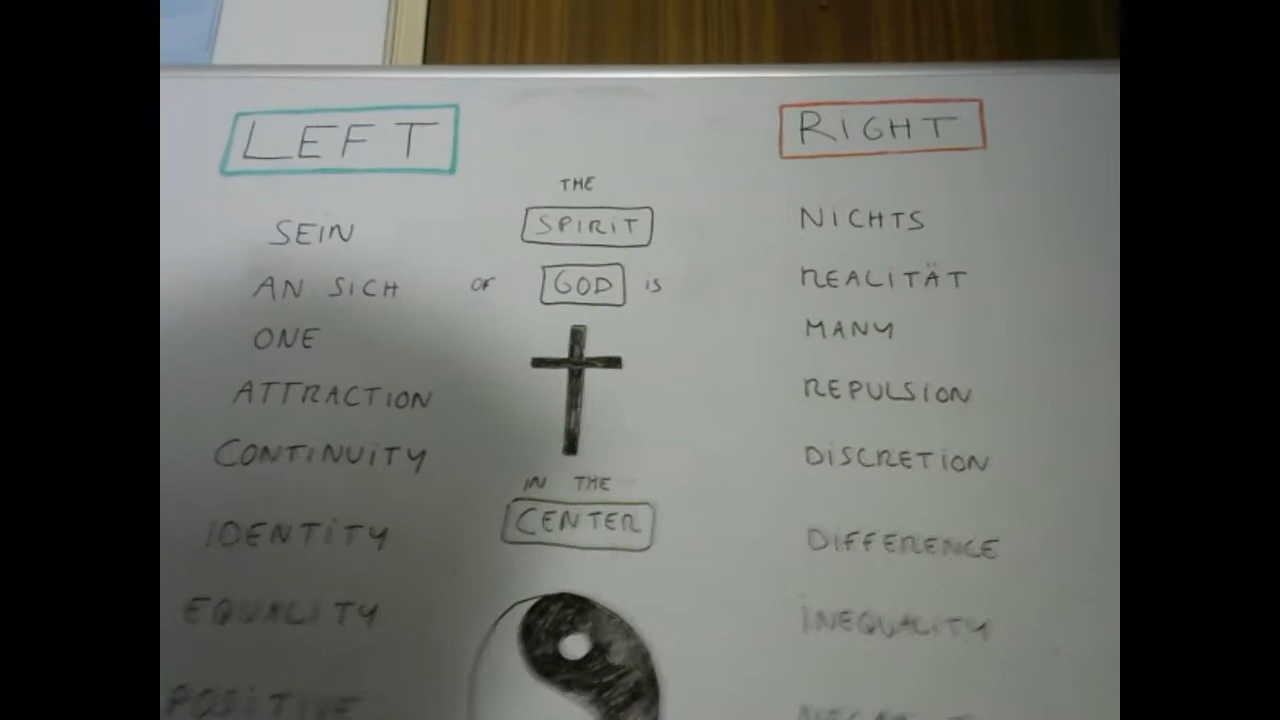 LEFT
RIGHT
THE
SPIRIT
SEIN
NICHTS
AN SICH
OF GOD IS
REALITÄT
ONE
MANY
ATTRACTION
REPULSION
CONTINUITY
DISCRETION
IN THE
CENTER
IDENTITY
DIFFERENCE
EQUALITY
INEQUALITY
POSITIVE